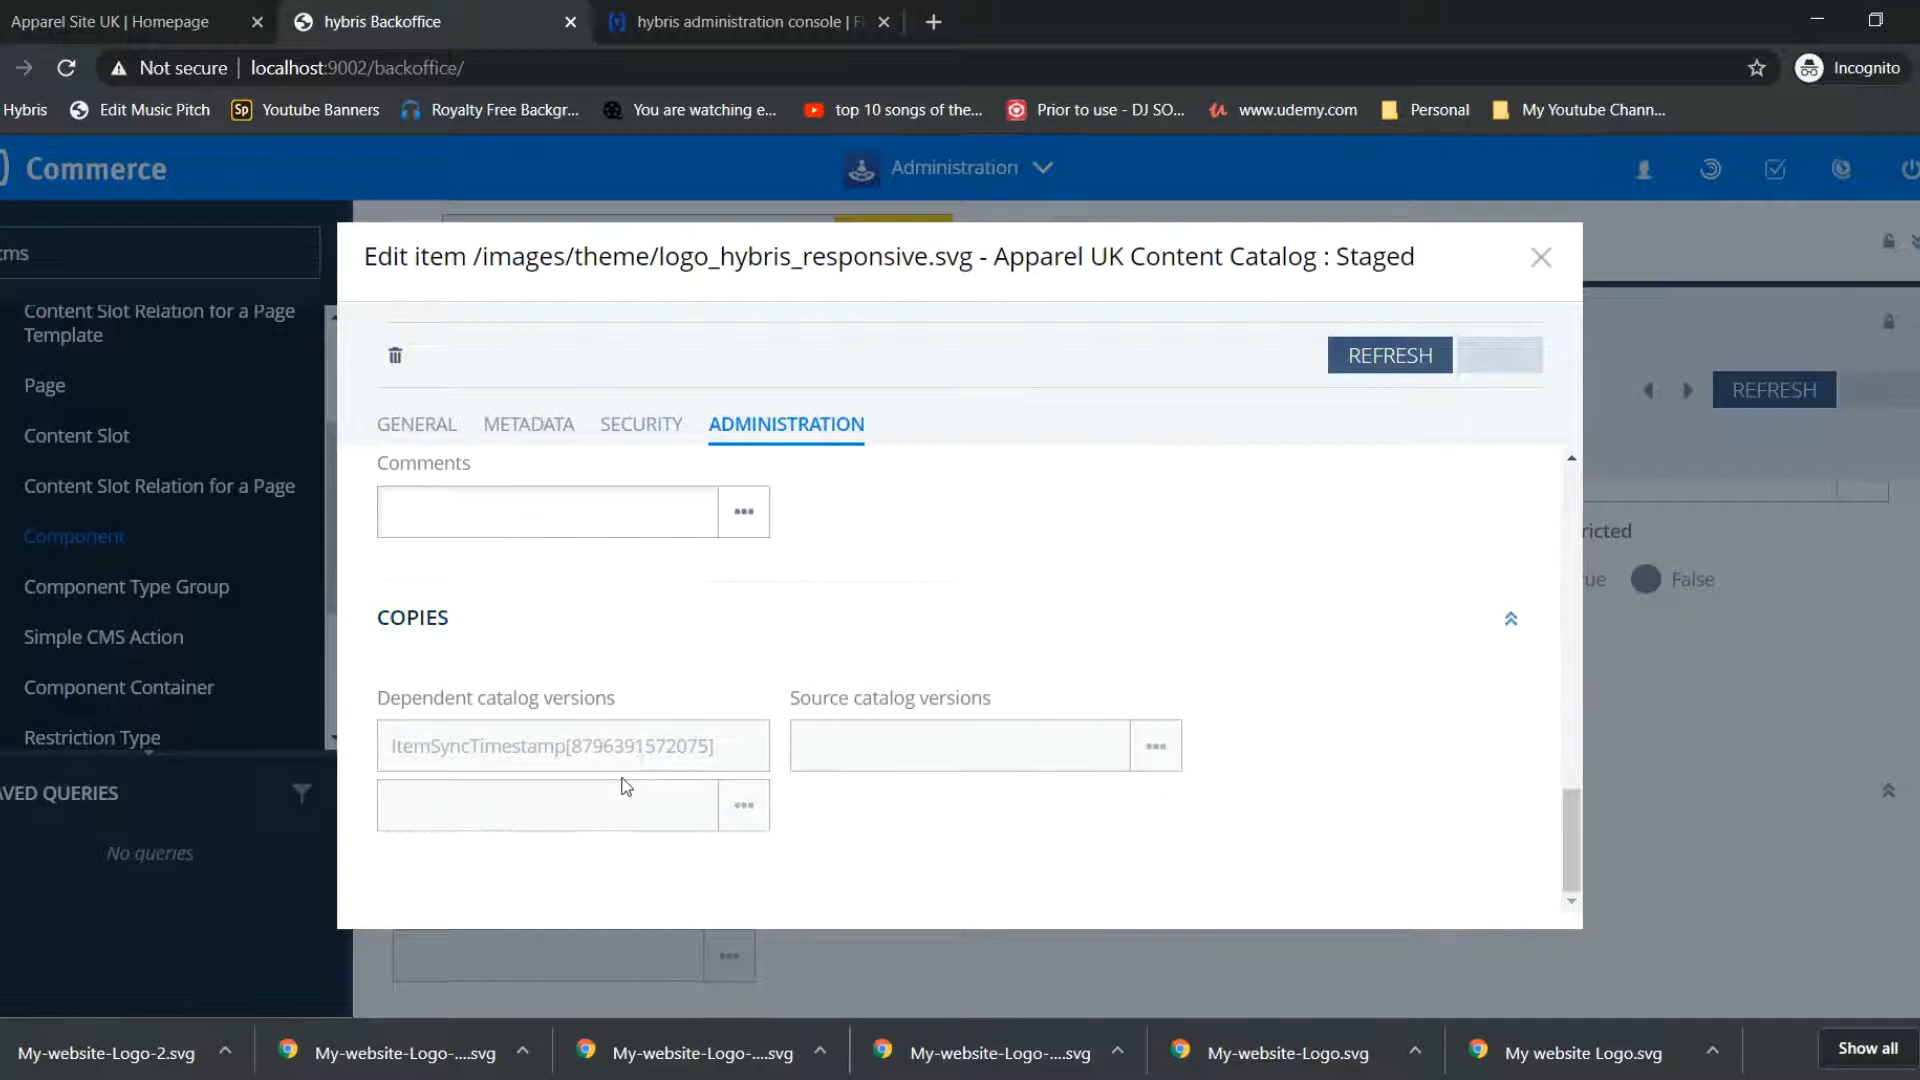 Apparel Site UK | Homepage
hybris Backoffice
hybris administration console | F
Not secure
localhost:9002/backoffice/
Incognito
Hybris
Edit Music Pitch
Sp
Youtube Banners
Royalty Free Backgr...
You are watching e...
top 10 songs of the...
Prior to use - DJ SO...
www.udemy.com
Personal
My Youtube Chann...
) Commerce
Administration
cms
Edit item /images/theme/logo_hybris_responsive.svg - Apparel UK Content Catalog : Staged
REFRESH
GENERAL METADATA SECURITY ADMINISTRATION
Comments
COPIES
Dependent catalog versions
Source catalog versions
ItemSyncTimestamp[8796391572075]
Content Slot Relation for a Page
Template
Page
Content Slot
Content Slot Relation for a Page
Component
Component Type Group
Simple CMS Action
Component Container
Restriction Type
AVED QUERIES
No queries
REFRESH
ricted
ue
False
My-website-Logo-2.svg
My-website-Logo-....svg
My-website-Logo-....svg
My-website-Logo-....svg
My-website-Logo.svg
My website Logo.svg
Show all